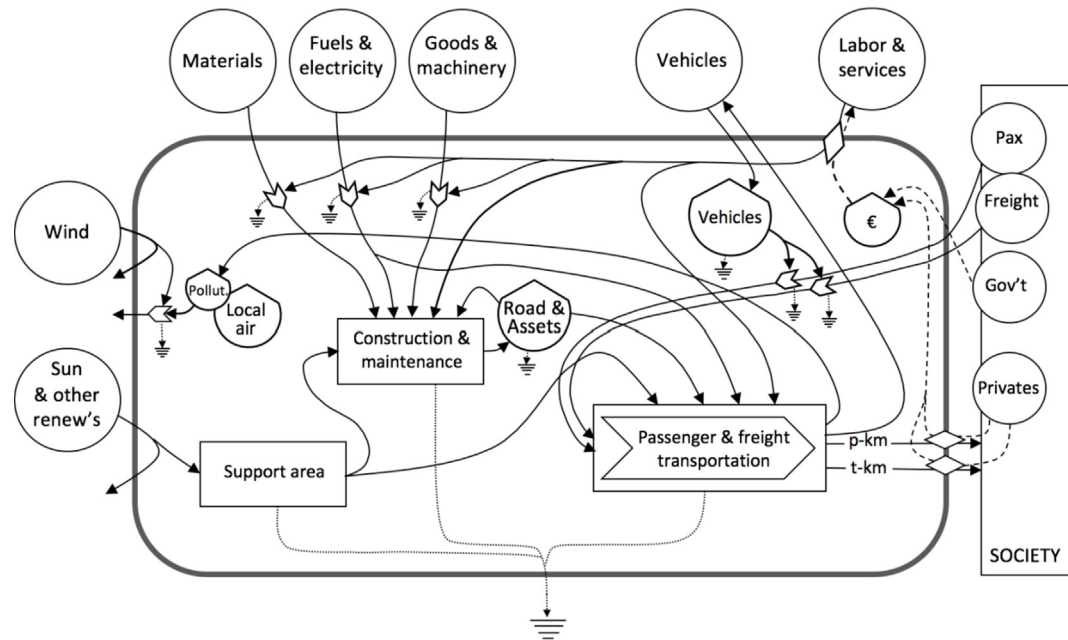 Materials
Fuels &
electricity
Goods &
machinery
Vehicles
Labor &
services
Pax
Freight
Gov't
Privates
SOCIETY
Wind
Sun
& other
renew's
Pollut.
Local
air
Vehicles
€
Construction &
maintenance
Road &
Assets
Support area
Passenger & freight
transportation
p-km
t-km